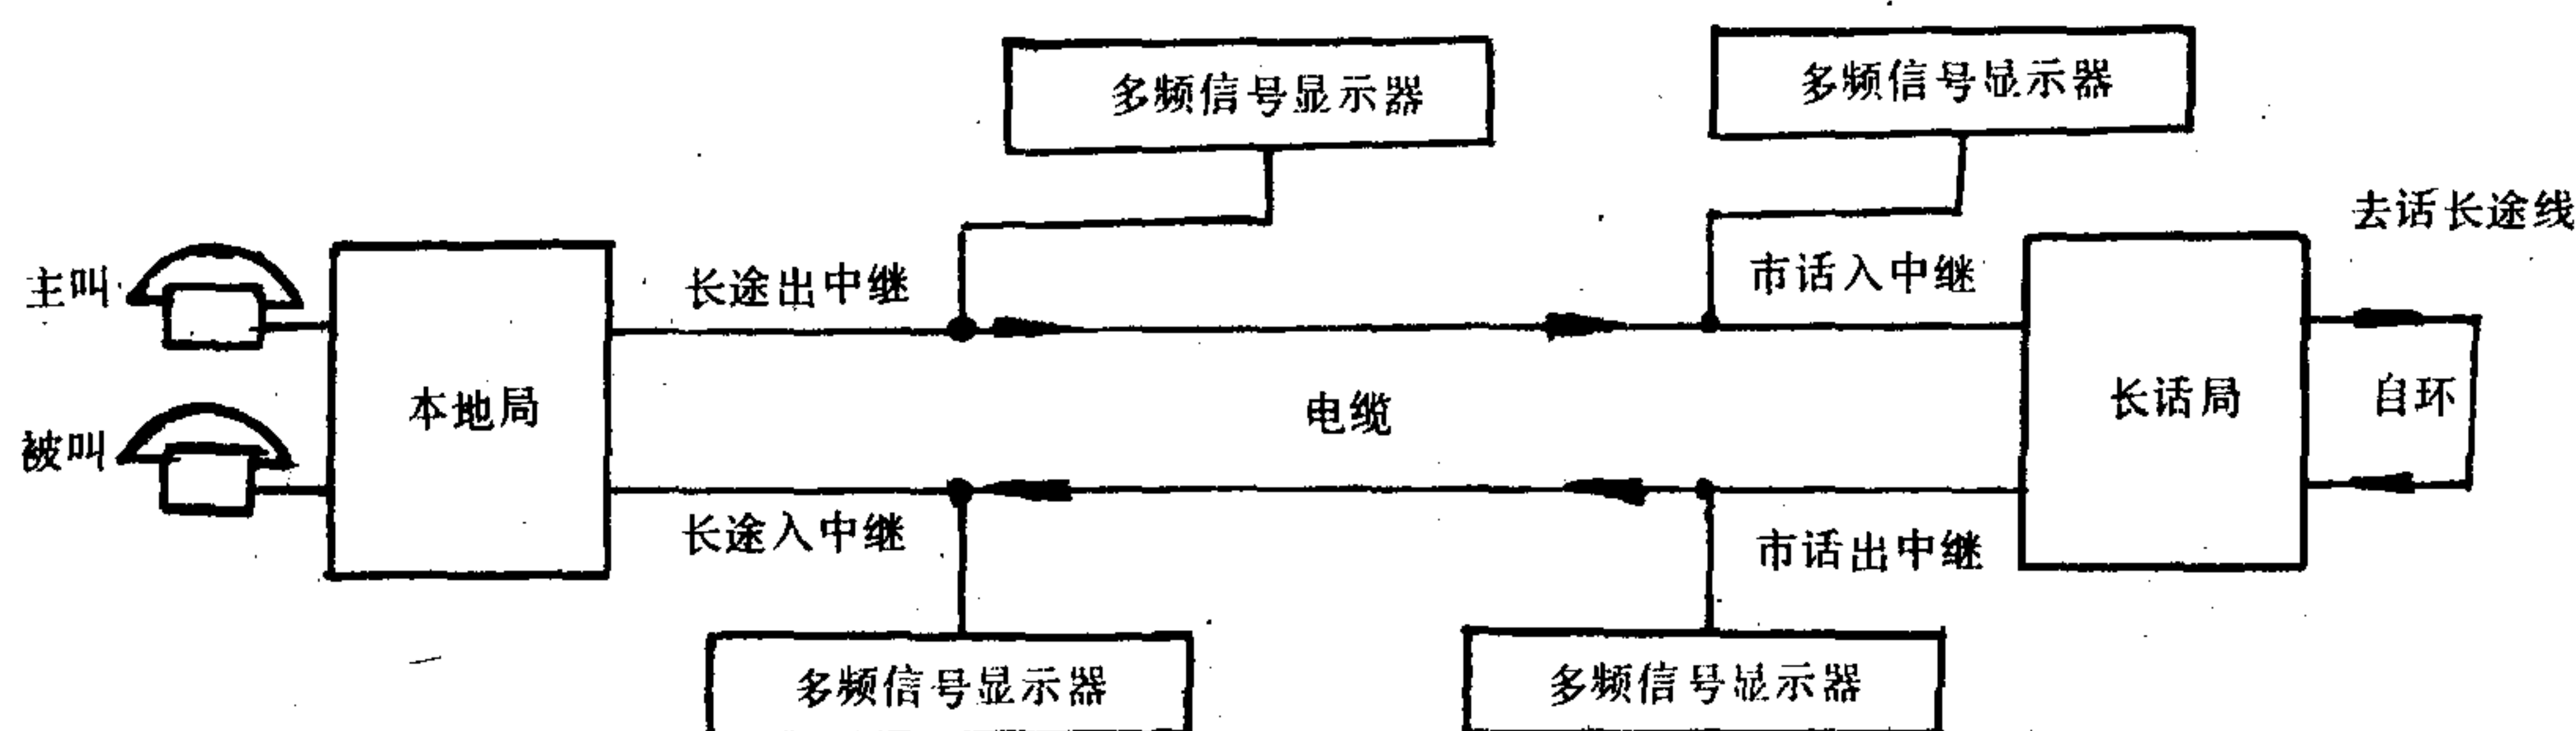 多频信号显示器
多频信号显示器
去话长途线
主叫
长途出中继
市话入中继
本地局
电缆
长话局
自环
被叫
长途入中继
市话出中继
多频信号显示器
多频信号显示器